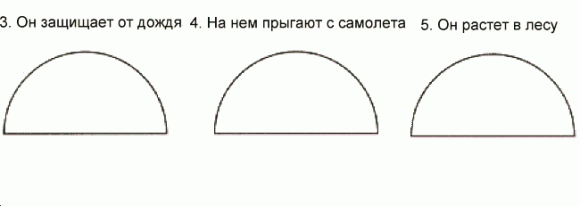 3. Он защищает от дождя 4. На нем прыгают с самолета 5. Он растет в лесу